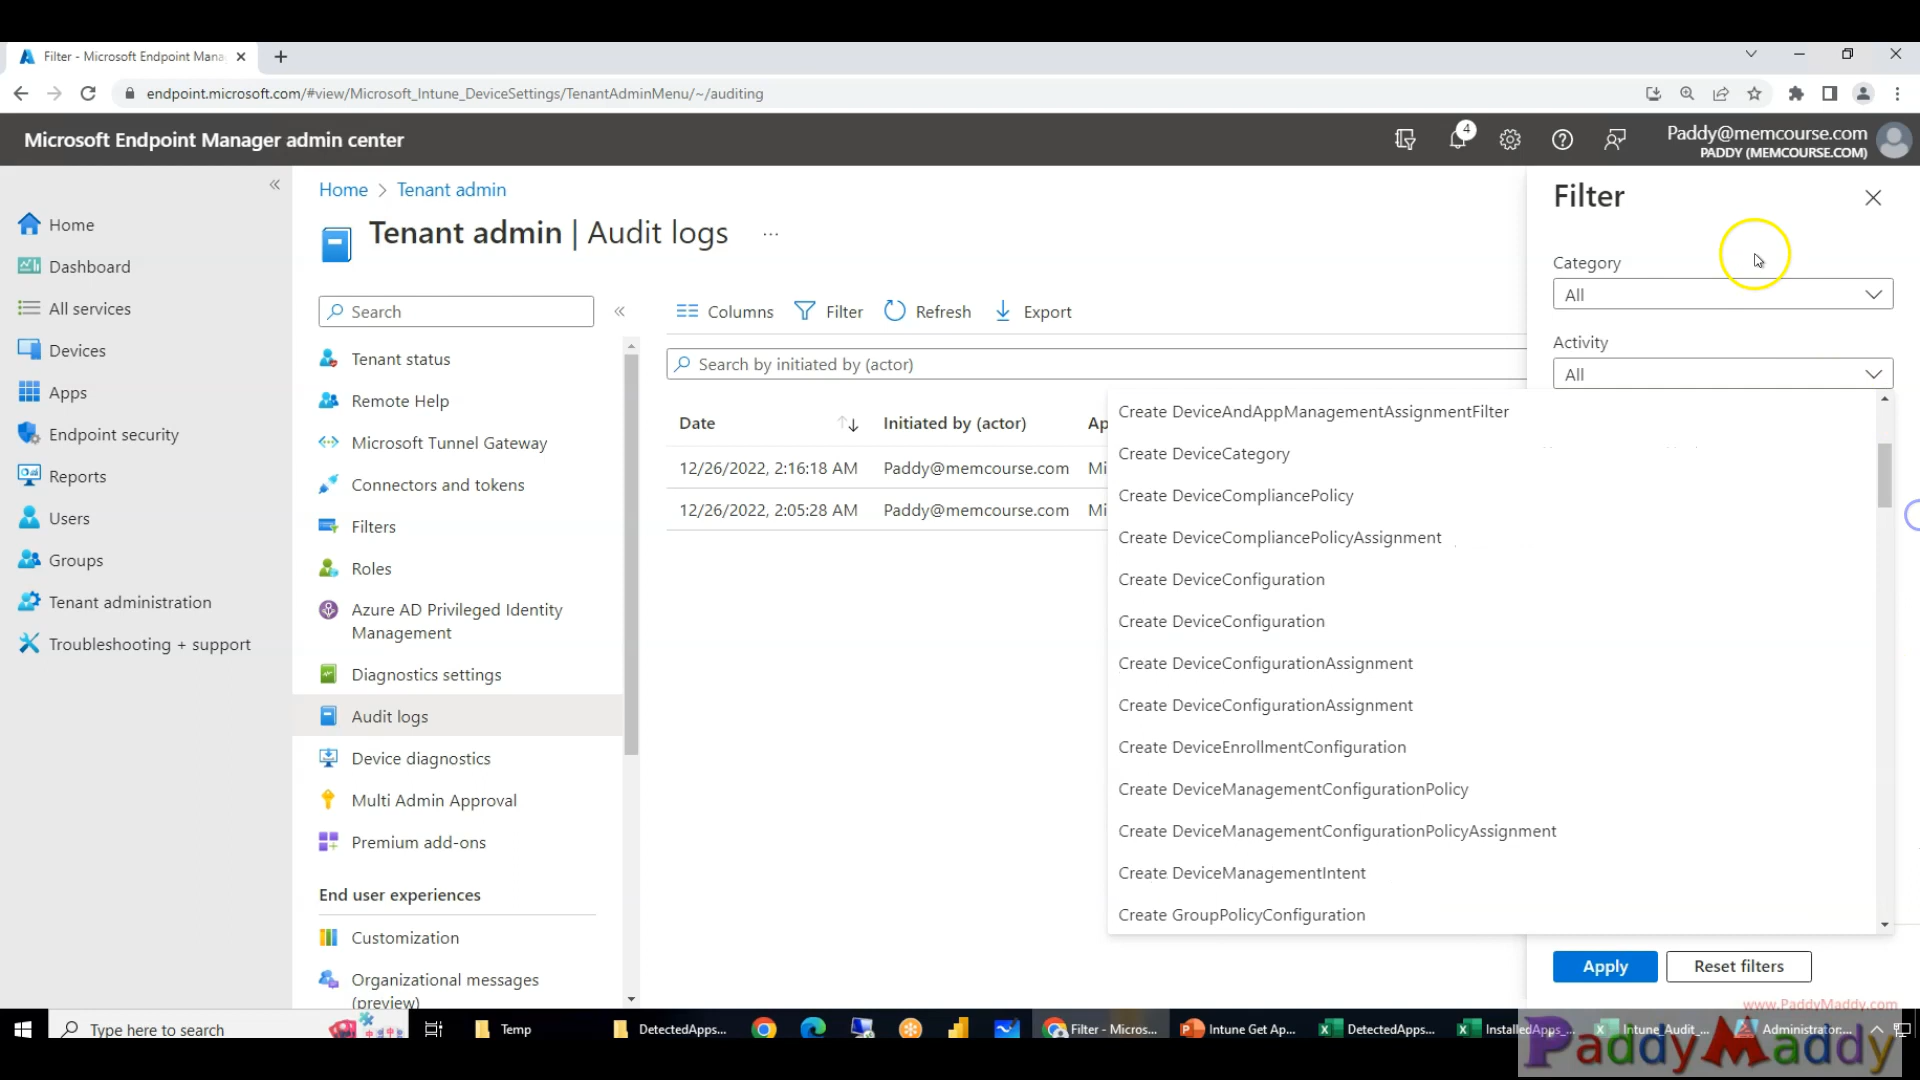 Filter - Microsoft Endpoint Mana
endpoint.microsoft.com/#view/Microsoft_Intune_DeviceSettings/TenantAdminMenu/~/auditing
Microsoft Endpoint Manager admin center
4
Paddy@memcourse.com
PADDY (MEMCOURSE.COM)
Home
Dashboard
All services
Devices
Apps
Endpoint security
Reports
Users
Groups
Tenant administration
Troubleshooting + support
Home > Tenant admin
Tenant admin | Audit logs ...
Search
Tenant status
Remote Help
Microsoft Tunnel Gateway
Connectors and tokens
Filters
Roles
Azure AD Privileged Identity
Management
Diagnostics settings
Audit logs
Device diagnostics
Multi Admin Approval
Premium add-ons
End user experiences
Customization
Organizational messages
(preview)
Columns Filter Refresh Export
Search by initiated by (actor)
Date Initiated by (actor) Ap
12/26/2022, 2:16:18 AM Paddy@memcourse.com Mi
12/26/2022, 2:05:28 AM Paddy@memcourse.com Mi
Filter
Category
All
Activity
All
Create DeviceAndAppManagementAssignmentFilter
Create DeviceCategory
Create DeviceCompliancePolicy
Create DeviceCompliancePolicyAssignment
Create DeviceConfiguration
Create DeviceConfiguration
Create DeviceConfigurationAssignment
Create DeviceConfigurationAssignment
Create DeviceEnrollmentConfiguration
Create DeviceManagementConfigurationPolicy
Create DeviceManagementConfigurationPolicyAssignment
Create DeviceManagementIntent
Create GroupPolicyConfiguration
Apply Reset filters
www.PaddyMaddy.com
Type here to search Temp DetectedApps... Filter - Micros... Intune Get Ap... DetectedApps... InstalledApps_... Intune_Audit_... Administrator:...
PaddyMaddy